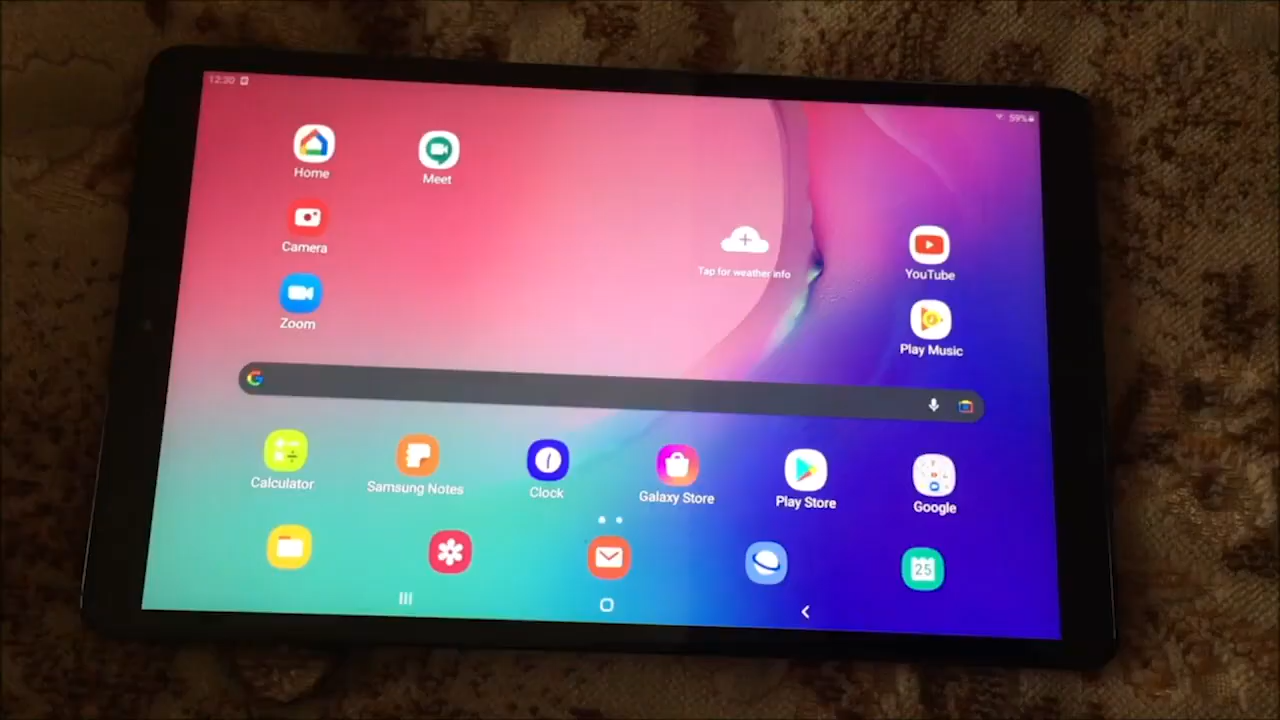 12:30
59%
Home
Meet
Camera
Tap for weather info
YouTube
Zoom
Play Music
G
Calculator
Samsung Notes
Clock
Galaxy Store
Play Store
Google
25